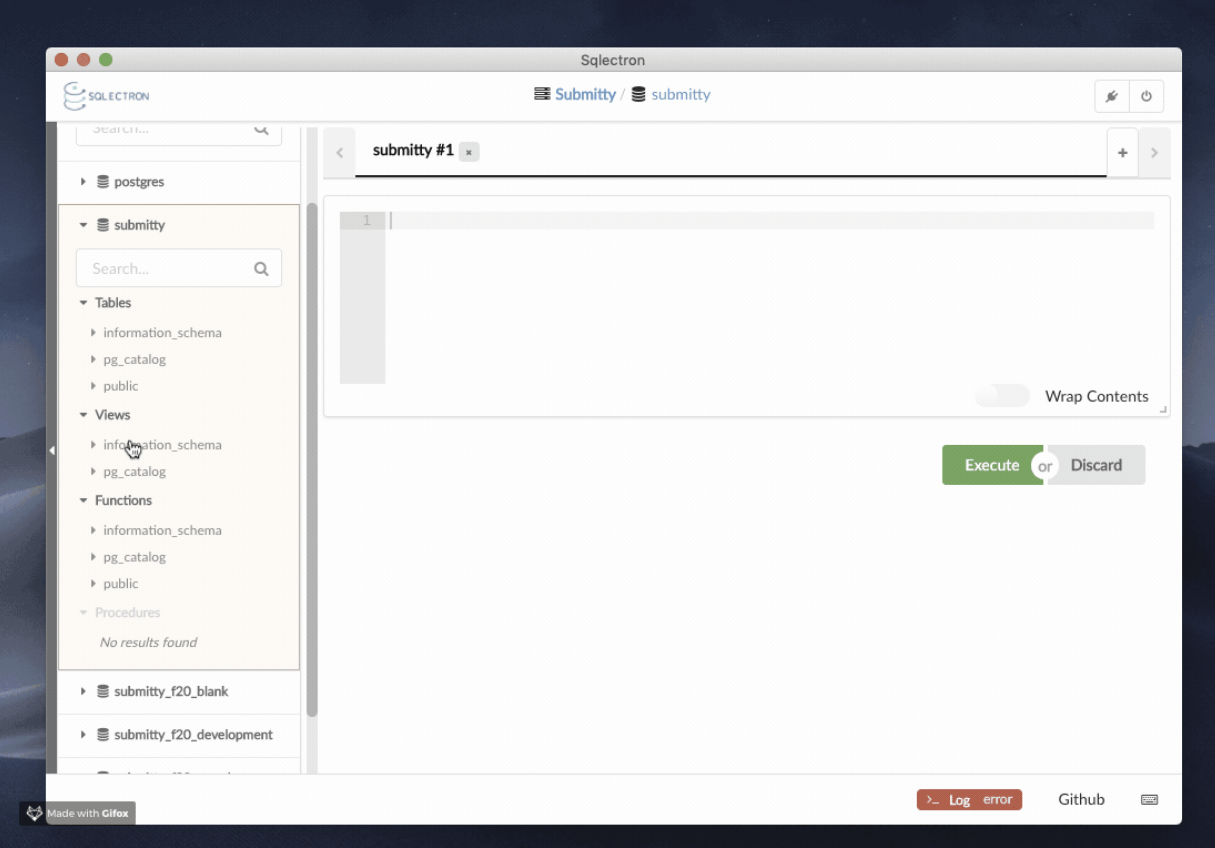 Sqlectron
SQLECTRON
Submitty / submitty
Search...
postgres
submitty
Search...
Tables
information_schema
pg_catalog
public
Views
information_schema
pg_catalog
Functions
information_schema
pg_catalog
public
Procedures
No results found
submitty_f20_blank
submitty_f20_development
submitty #1 ×
+
1
Wrap Contents
Execute or Discard
>_ Log error
Github
Made with Gifox